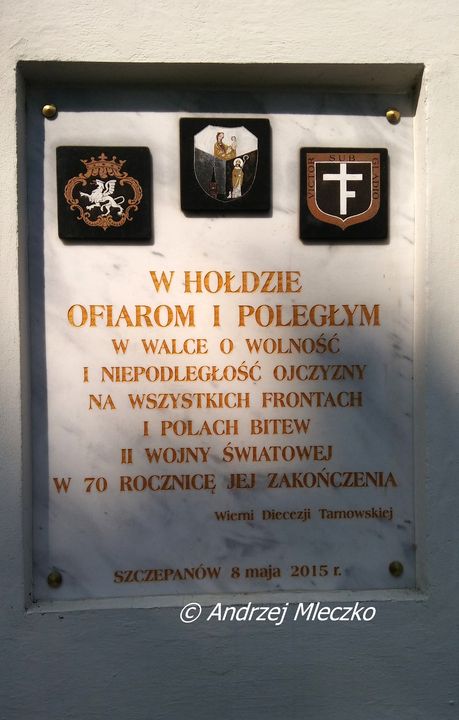 VICTOR SUB GLADIO
W HOŁDZIE
OFIAROM I POLEGŁYM
W WALCE O WOLNOŚĆ
I NIEPODLEGŁOŚĆ OJCZYZNY
NA WSZYSTKICH FRONTACH
I POLACH BITEW
II WOJNY ŚWIATOWEJ
W 70 ROCZNICĘ JEJ ZAKOŃCZENIA
Wierni Diecezji Tarnowskiej
SZCZEPANÓW 8 maja 2015 r.
© Andrzej Mleczko